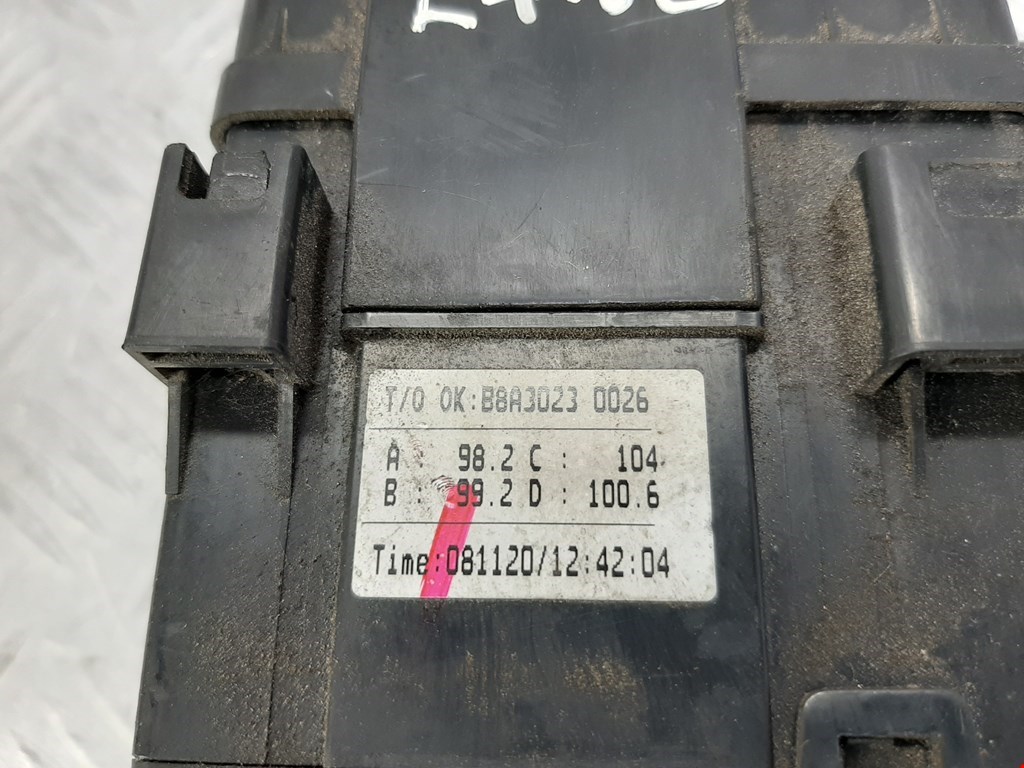 T/O OK:B8A3023 0026
A : 98.2 C : 104
B : 99.2 D : 100.6
Time:081120/12:42:04